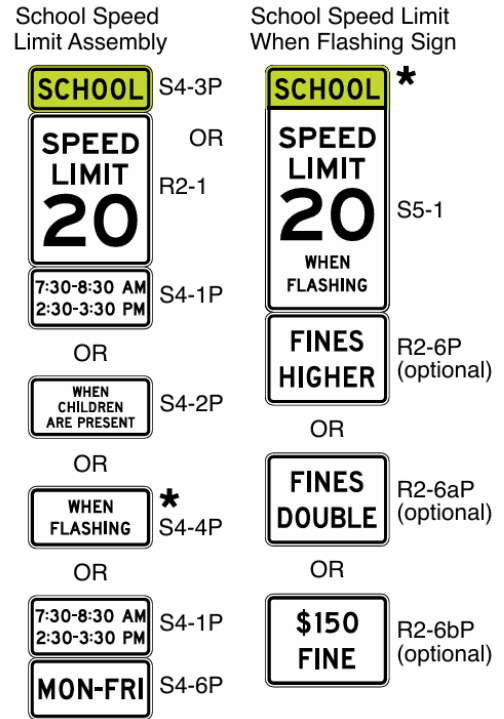 School Speed
Limit Assembly
SCHOOL
S4-3P
OR
SPEED
LIMIT
20
R2-1
7:30-8:30 AM
2:30-3:30 PM
S4-1P
OR
WHEN
CHILDREN
ARE PRESENT
S4-2P
OR
WHEN
FLASHING
*
S4-4P
OR
7:30-8:30 AM
2:30-3:30 PM
S4-1P
MON-FRI
S4-6P
School Speed Limit
When Flashing Sign
SCHOOL
*
SPEED
LIMIT
20
WHEN
FLASHING
S5-1
FINES
HIGHER
R2-6P
(optional)
OR
FINES
DOUBLE
R2-6aP
(optional)
OR
$150
FINE
R2-6bP
(optional)